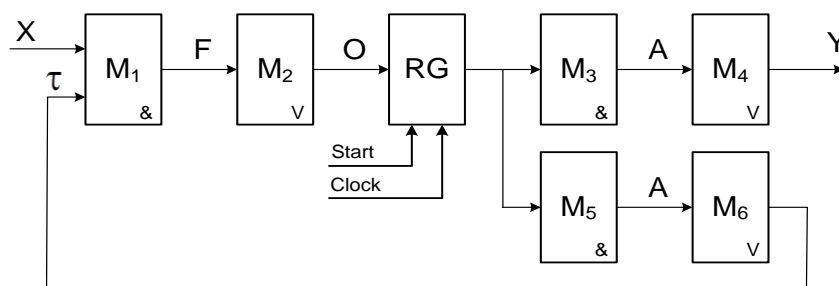 X
τ
M₁
&
F
M₂
V
O
RG
Start
Clock
M₃
&
A
M₄
V
Y
M₅
&
A
M₆
V